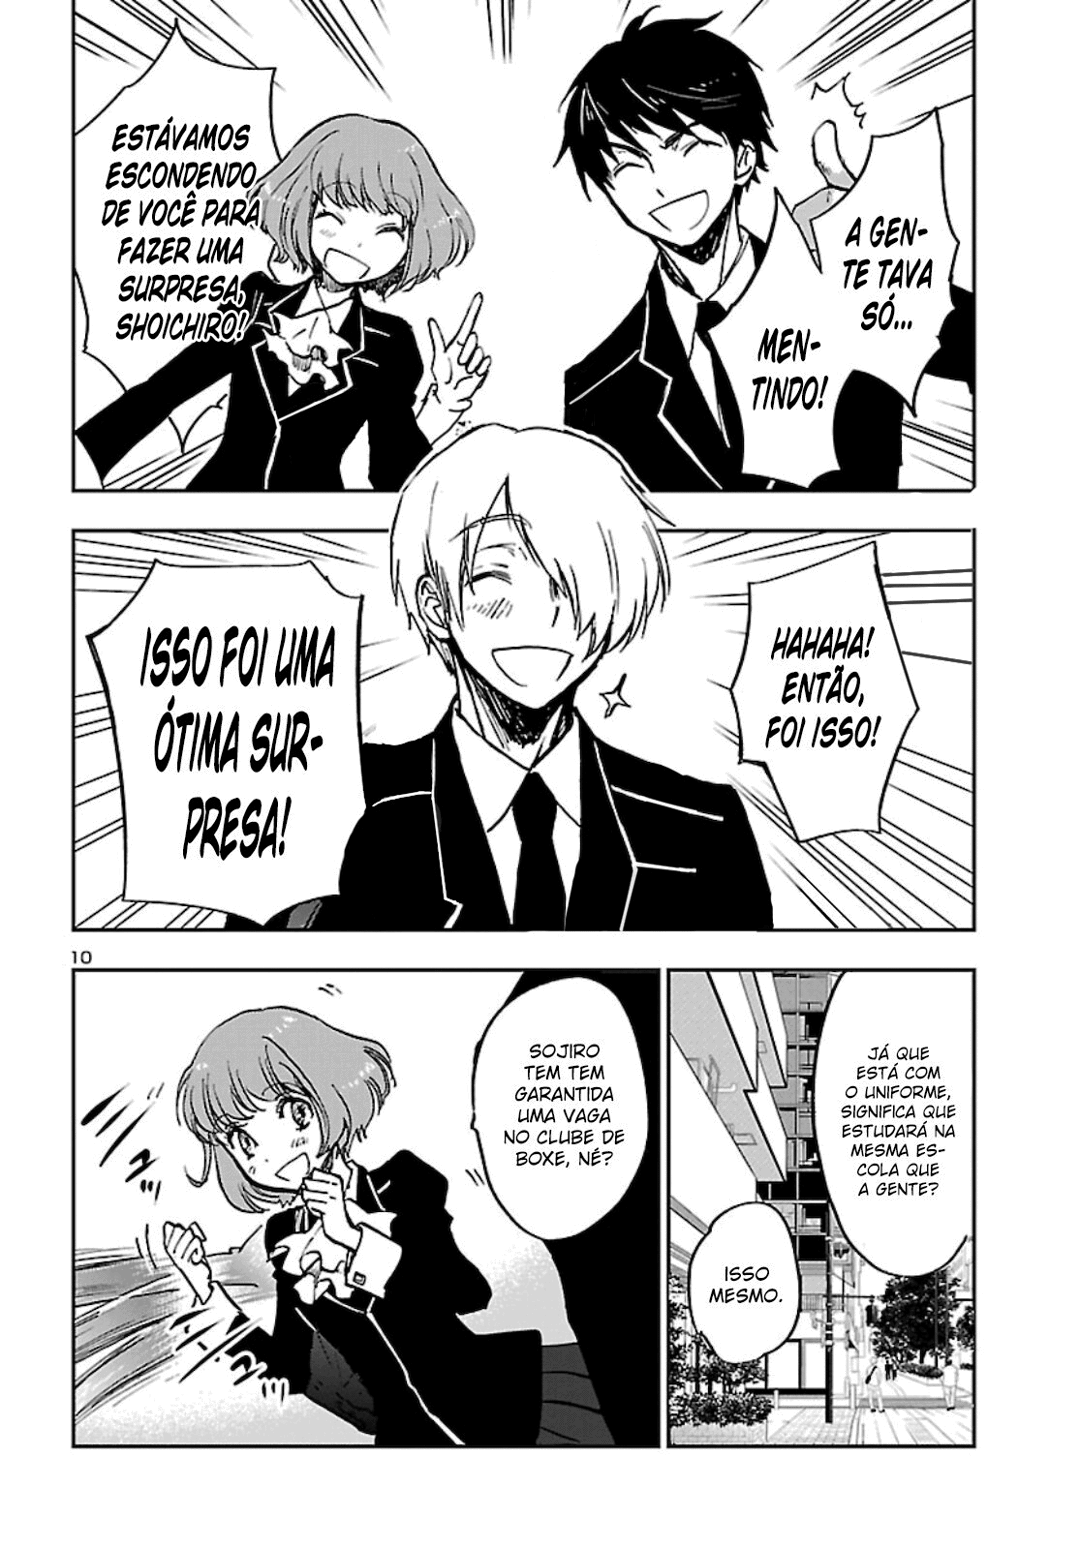 A GEN-
TE TAVA
SÓ...
MEN-
TINDO!
ESTÁVAMOS
ESCONDENDO
DE VOCÊ PARA
FAZER UMA
SURPRESA,
SHOICHIRO!
HAHAHA!
ENTÃO,
FOI ISSO!
ISSO FOI UMA
ÓTIMA SUR-
PRESA!
10
JÁ QUE
ESTÁ COM
O UNIFORME,
SIGNIFICA QUE
ESTUDARÁ NA
MESMA ES-
COLA QUE
A GENTE?
ISSO
MESMO.
SOJIRO
TEM TEM
GARANTIDA
UMA VAGA
NO CLUBE DE
BOXE, NÉ?